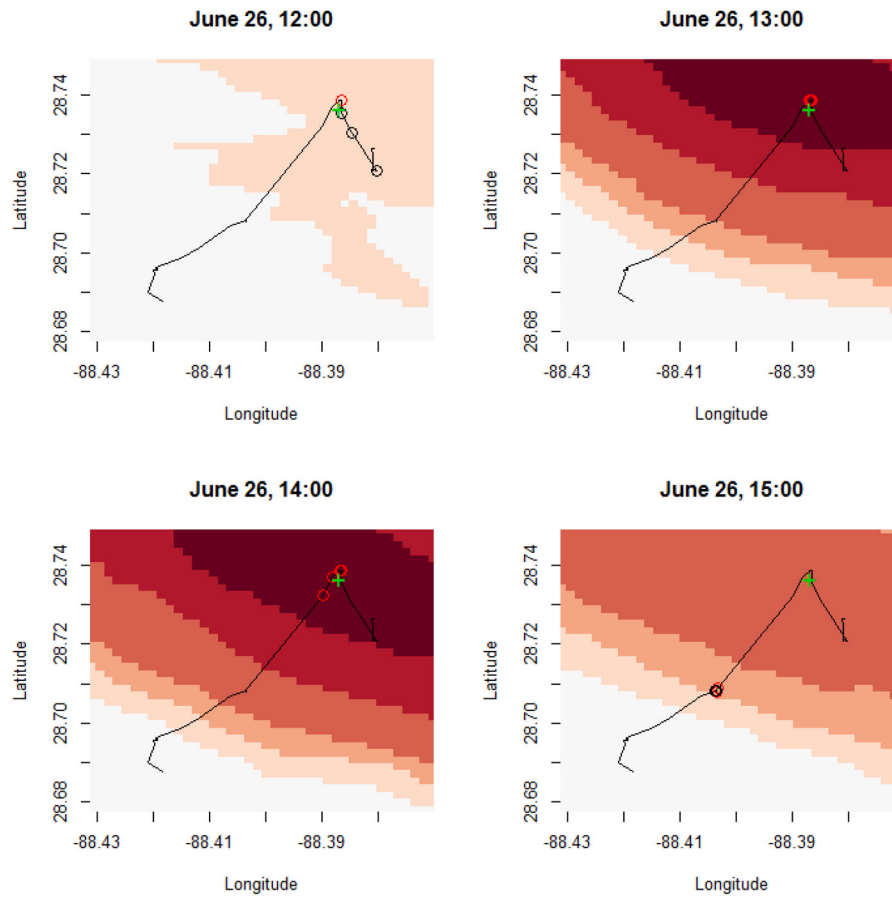 June 26, 12:00
Latitude
28.74
28.72
28.70
28.68
-88.43
-88.41
-88.39
Longitude
June 26, 13:00
Latitude
28.74
28.72
28.70
28.68
-88.43
-88.41
-88.39
Longitude
June 26, 14:00
Latitude
28.74
28.72
28.70
28.68
-88.43
-88.41
-88.39
Longitude
June 26, 15:00
Latitude
28.74
28.72
28.70
28.68
-88.43
-88.41
-88.39
Longitude